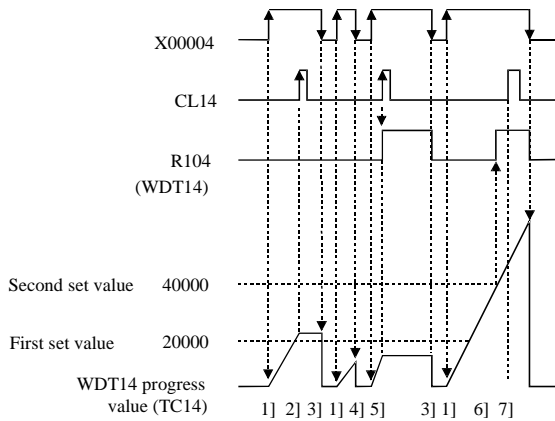 X00004
CL14
R104
(WDT14)
Second set value 40000
First set value 20000
WDT14 progress
value (TC14)
1] 2] 3] 1] 4] 5] 3] 1] 6] 7]